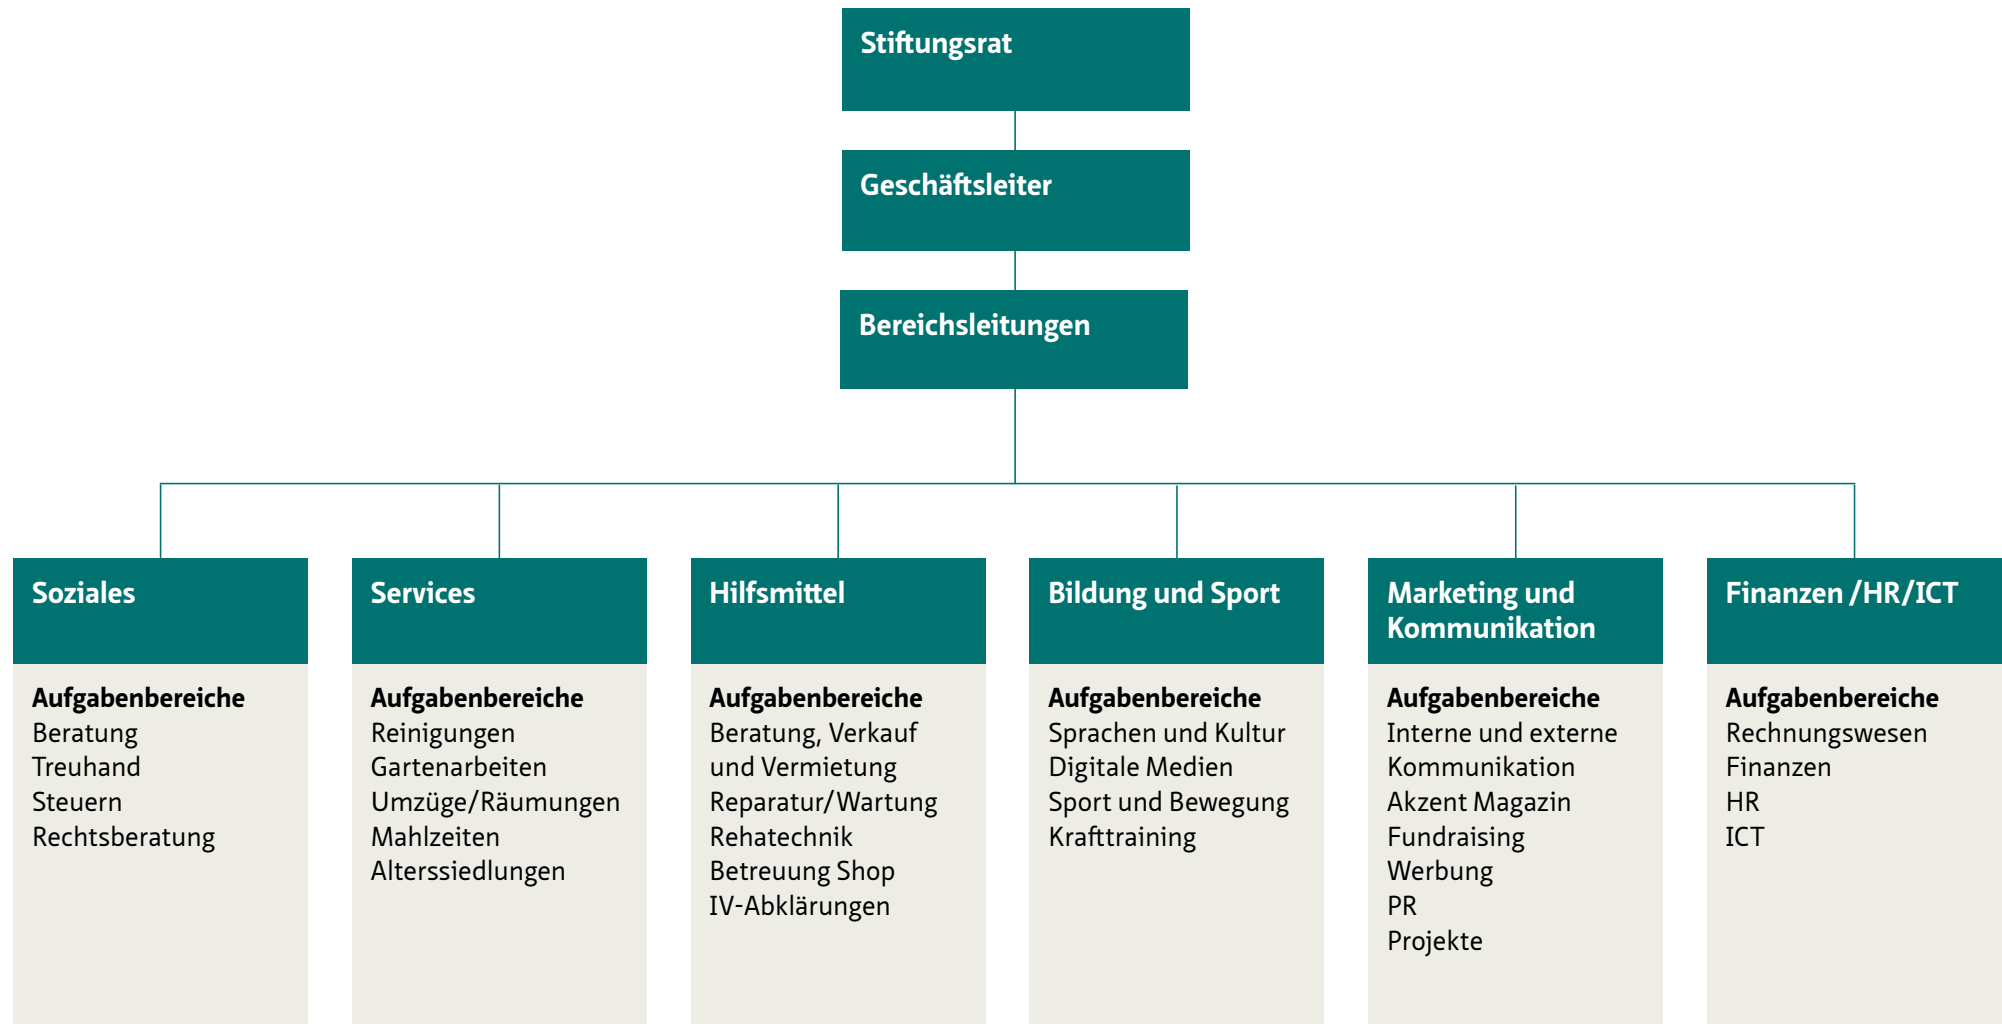 Stiftungsrat
Geschäftsleiter
Bereichsleitungen
Soziales
Aufgabenbereiche
Beratung
Treuhand
Steuern
Rechtsberatung
Services
Aufgabenbereiche
Reinigungen
Gartenarbeiten
Umzüge/Räumungen
Mahlzeiten
Alterssiedlungen
Hilfsmittel
Aufgabenbereiche
Beratung, Verkauf
und Vermietung
Reparatur/Wartung
Rehatechnik
Betreuung Shop
IV-Abklärungen
Bildung und Sport
Aufgabenbereiche
Sprachen und Kultur
Digitale Medien
Sport und Bewegung
Krafttraining
Marketing und
Kommunikation
Aufgabenbereiche
Interne und externe
Kommunikation
Akzent Magazin
Fundraising
Werbung
PR
Projekte
Finanzen /HR/ICT
Aufgabenbereiche
Rechnungswesen
Finanzen
HR
ICT